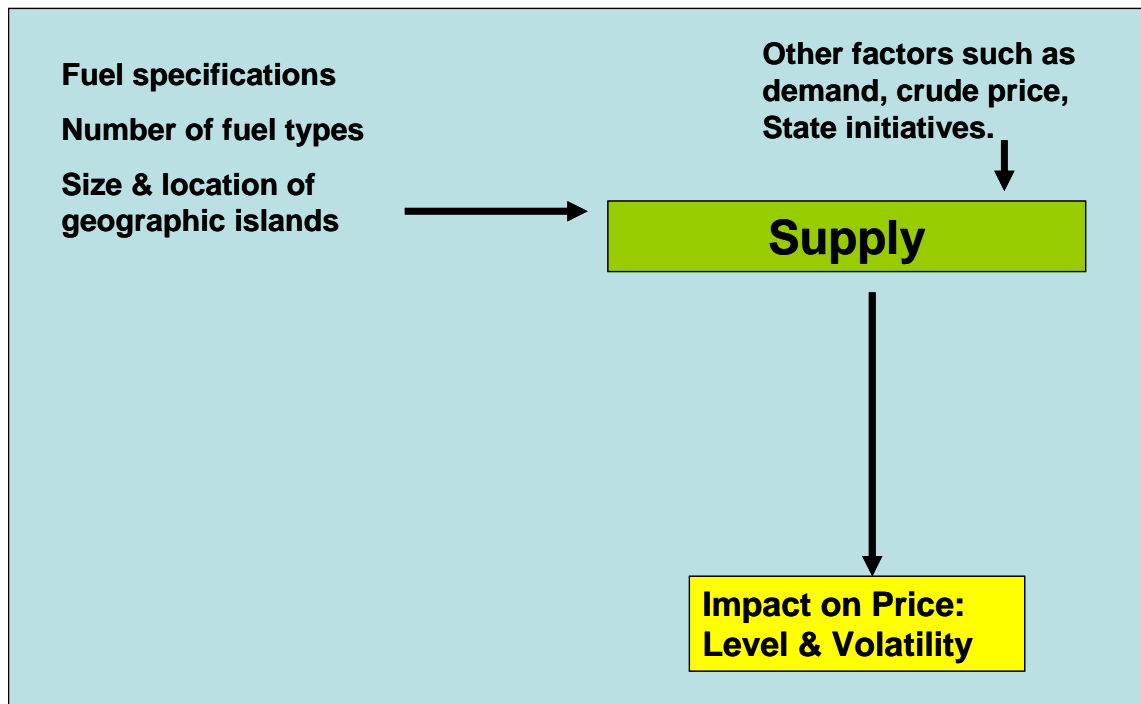 Fuel specifications
Number of fuel types
Size & location of
geographic islands
Other factors such as
demand, crude price,
State initiatives.
Supply
Impact on Price:
Level & Volatility